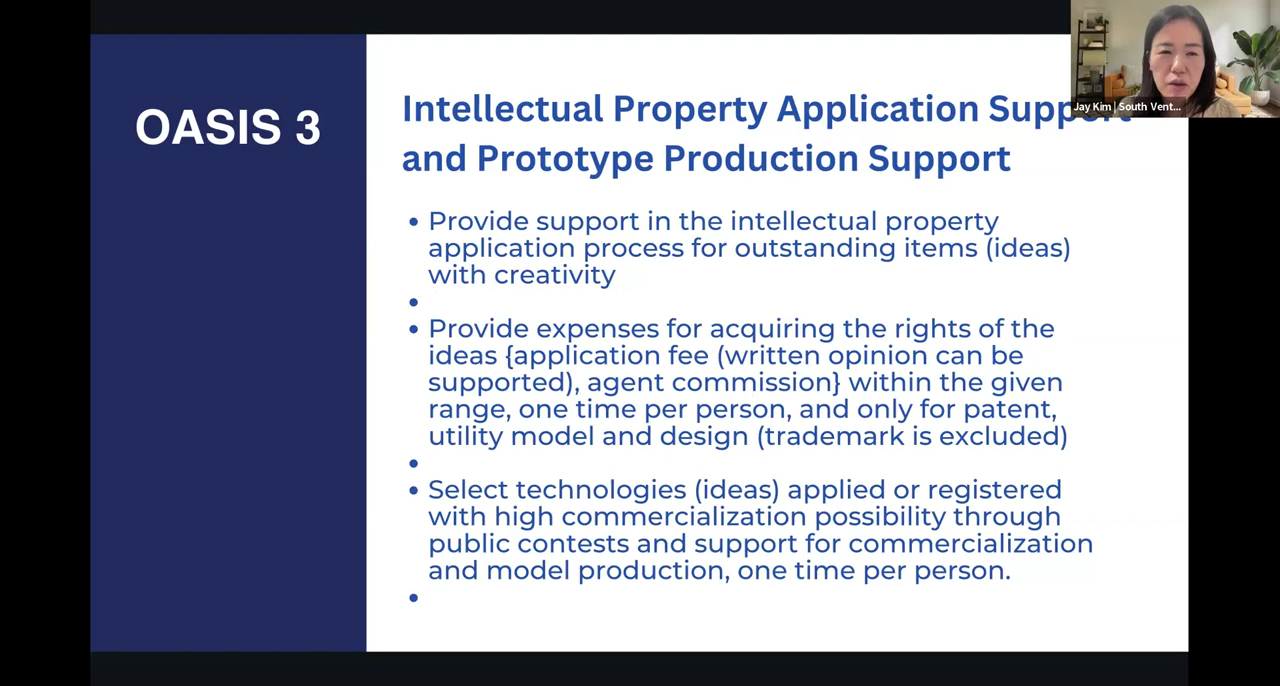 OASIS 3
Intellectual Property Application Support
and Prototype Production Support
• Provide support in the intellectual property
application process for outstanding items (ideas)
with creativity
•
• Provide expenses for acquiring the rights of the
ideas {application fee (written opinion can be
supported), agent commission} within the given
range, one time per person, and only for patent,
utility model and design (trademark is excluded)
•
• Select technologies (ideas) applied or registered
with high commercialization possibility through
public contests and support for commercialization
and model production, one time per person.
•
Jay Kim | South Vent...